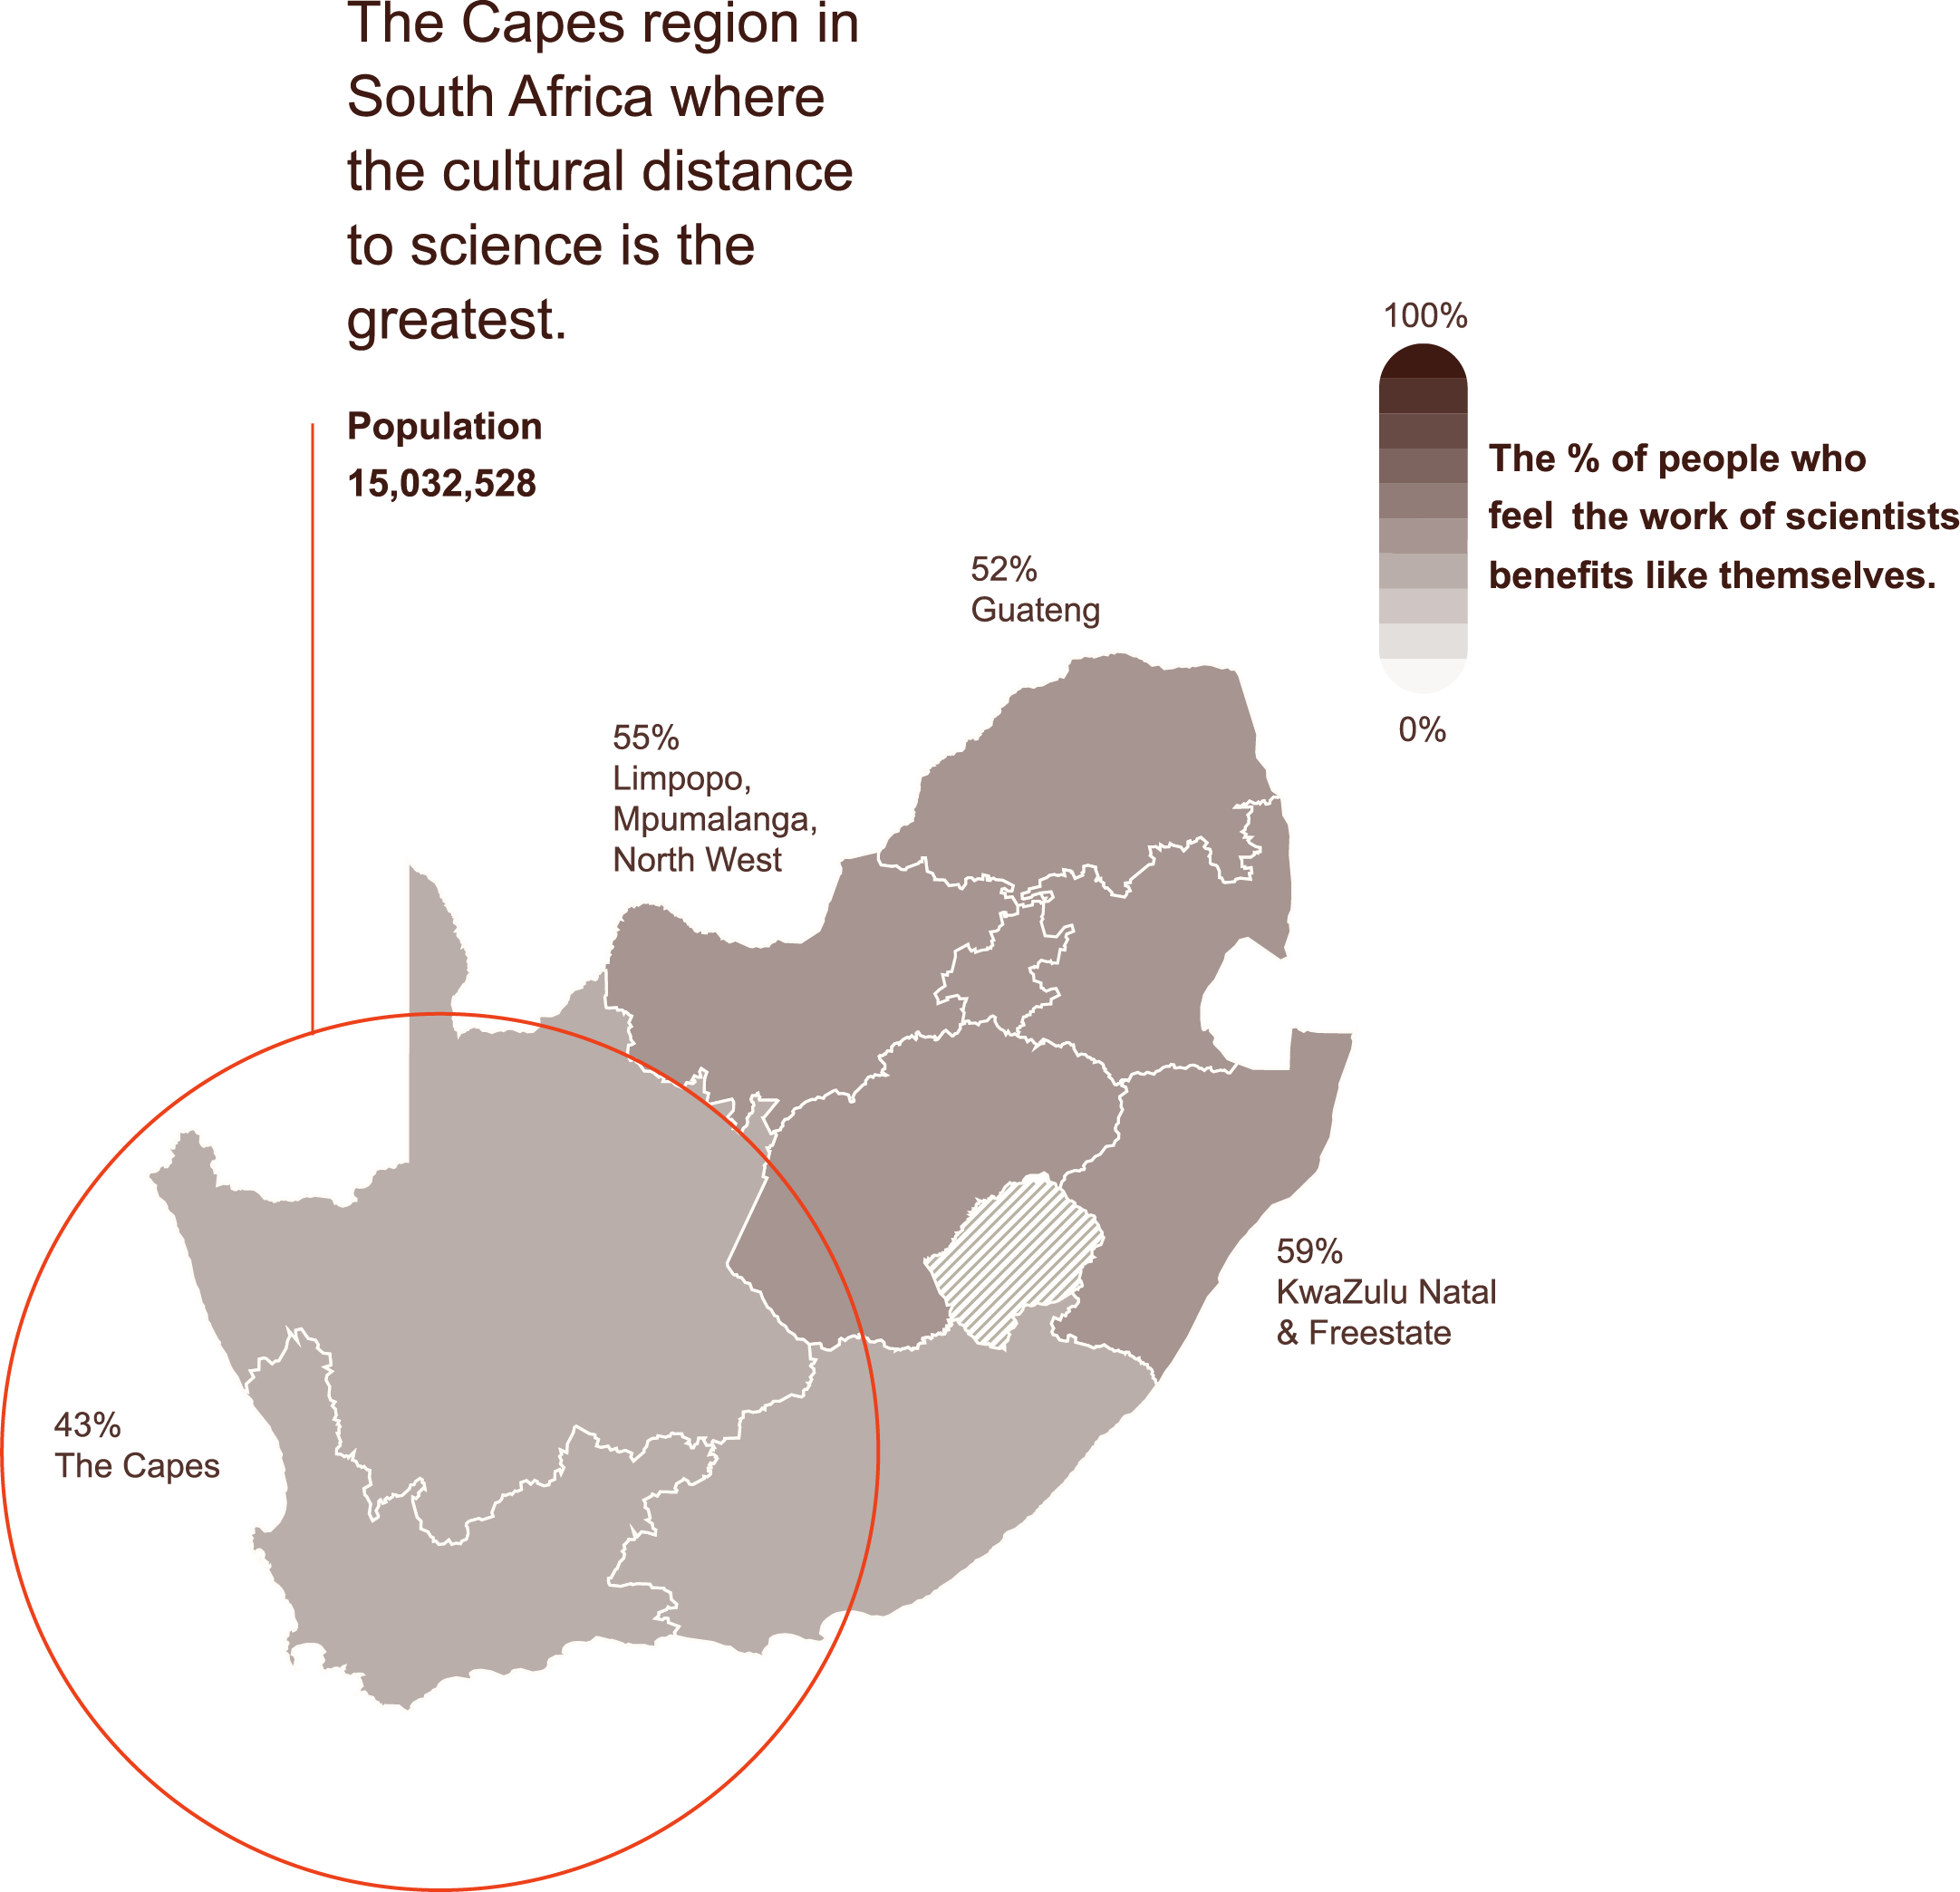 The Capes region in
South Africa where
the cultural distance
to science is the
greatest.
Population
15,032,528
100%
The % of people who
feel the work of scientists
benefits like themselves.
0%
52%
Guateng
55%
Limpopo,
Mpumalanga,
North West
59%
KwaZulu Natal
& Freestate
43%
The Capes